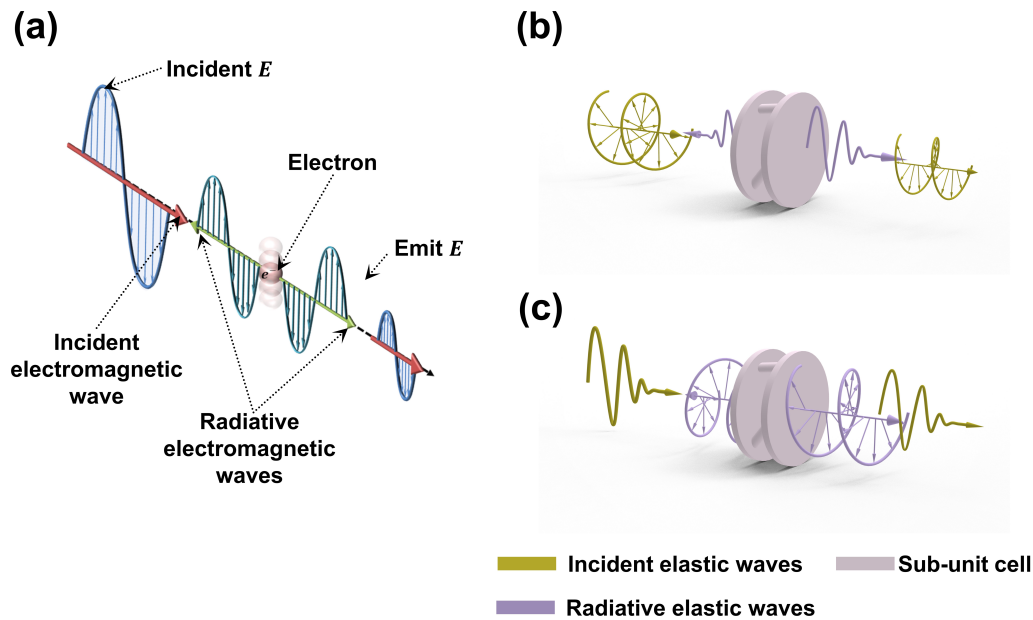 (a)
Incident E
Electron
Emit E
e⁻
Incident
electromagnetic
wave
Radiative
electromagnetic
waves
(b)
(c)
Incident elastic waves
Sub-unit cell
Radiative elastic waves